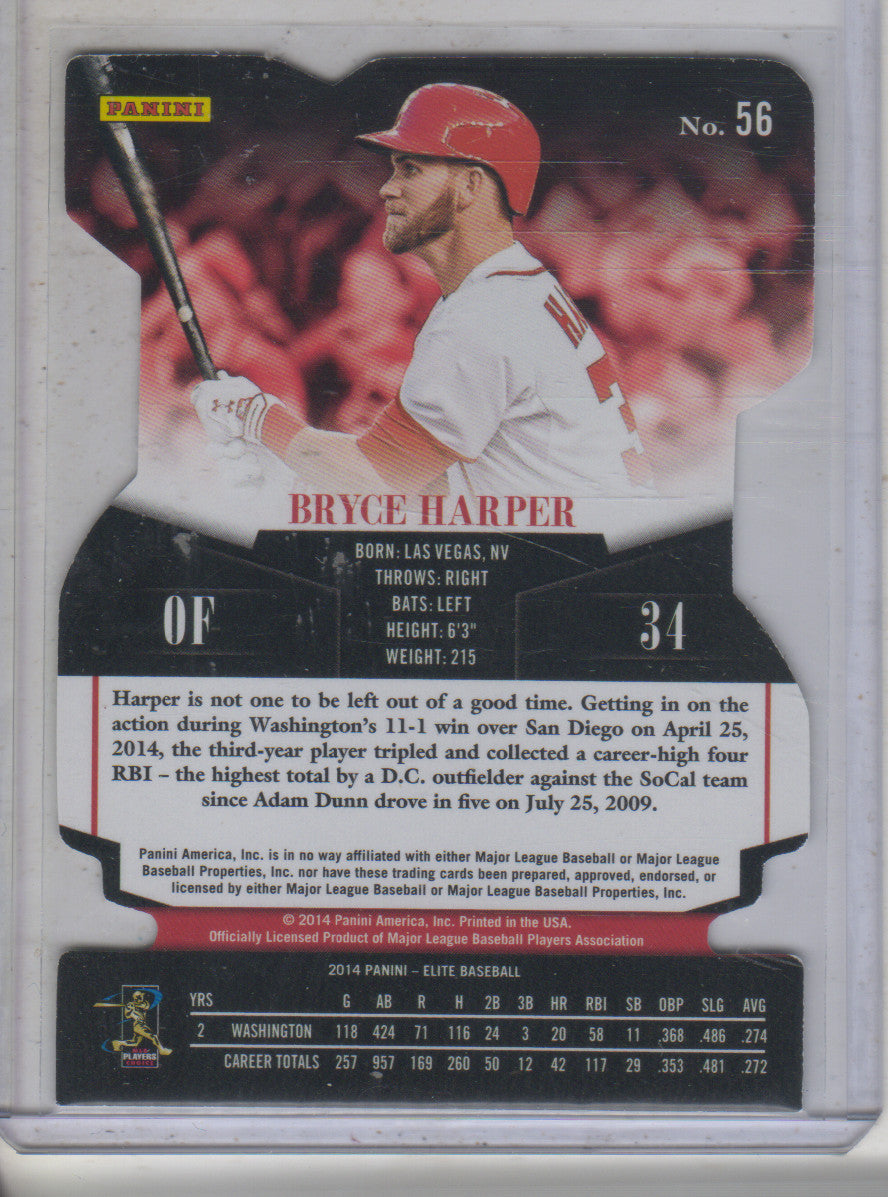 PANINI
No. 56
HA
34
BRYCE HARPER
BORN: LAS VEGAS, NV
THROWS: RIGHT
BATS: LEFT
HEIGHT: 6'3"
WEIGHT: 215
OF
34
Harper is not one to be left out of a good time. Getting in on the
action during Washington's 11-1 win over San Diego on April 25,
2014, the third-year player tripled and collected a career-high four
RBI – the highest total by a D.C. outfielder against the SoCal team
since Adam Dunn drove in five on July 25, 2009.
Panini America, Inc. is in no way affiliated with either Major League Baseball or Major League
Baseball Properties, Inc. nor have these trading cards been prepared, approved, endorsed, or
licensed by either Major League Baseball or Major League Baseball Properties, Inc.
© 2014 Panini America, Inc. Printed in the USA.
Officially Licensed Product of Major League Baseball Players Association
2014 PANINI – ELITE BASEBALL
YRS G AB R H 2B 3B HR RBI SB OBP SLG AVG
2 WASHINGTON 118 424 71 116 24 3 20 58 11 .368 .486 .274
CAREER TOTALS 257 957 169 260 50 12 42 117 29 .353 .481 .272
PLAYERS
CHOICE